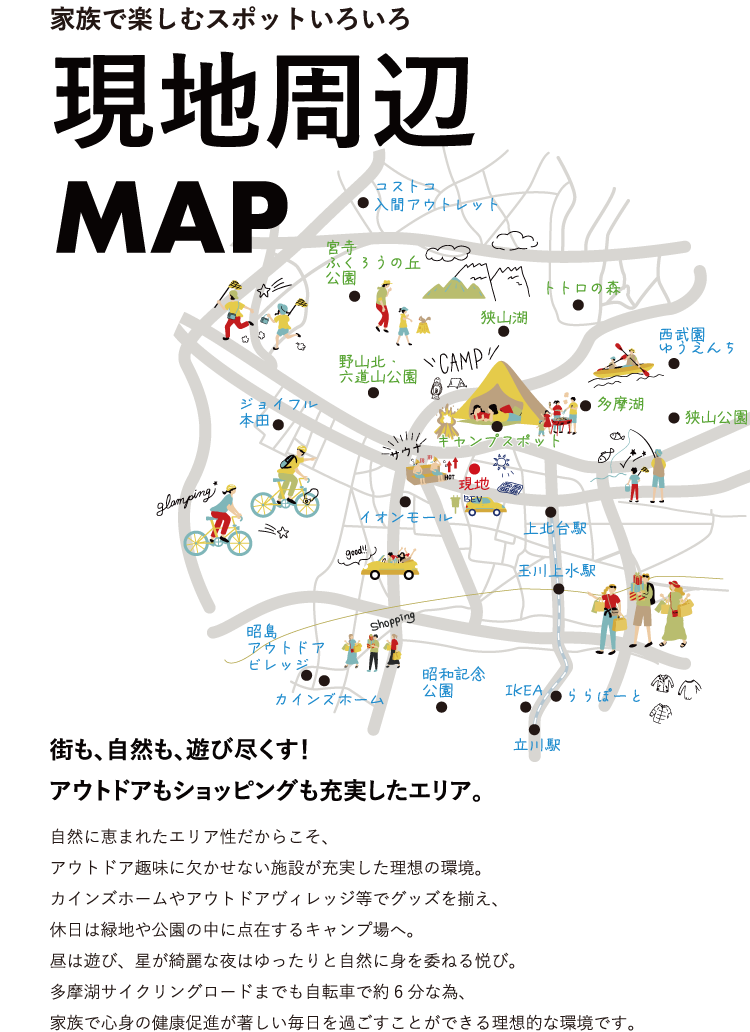 家族で楽しむスポットいろいろ
現地周辺
MAP
コストコ
入間アウトレット
宮寺
ふくろうの丘
公園
トトロの森
狭山湖
西武園
ゆうえんち
野山北・
六道山公園
CAMP
ジョイフル
本田
多摩湖
狭山公園
キャンプスポット
サウナ
HOT
現地
glamping
BEV
イオンモール
上北台駅
good!!
玉川上水駅
Shopping
昭島
アウトドア
ビレッジ
カインズホーム
昭和記念
公園
IKEA
ららぽーと
立川駅
街も、自然も、遊び尽くす！
アウトドアもショッピングも充実したエリア。
自然に恵まれたエリア性だからこそ、
アウトドア趣味に欠かせない施設が充実した理想の環境。
カインズホームやアウトドアヴィレッジ等でグッズを揃え、
休日は緑地や公園の中に点在するキャンプ場へ。
昼は遊び、星が綺麗な夜はゆったりと自然に身を委ねる悦び。
多摩湖サイクリングロードまでも自転車で約 6 分な為、
家族で心身の健康促進が著しい毎日を過ごすことができる理想的な環境です。